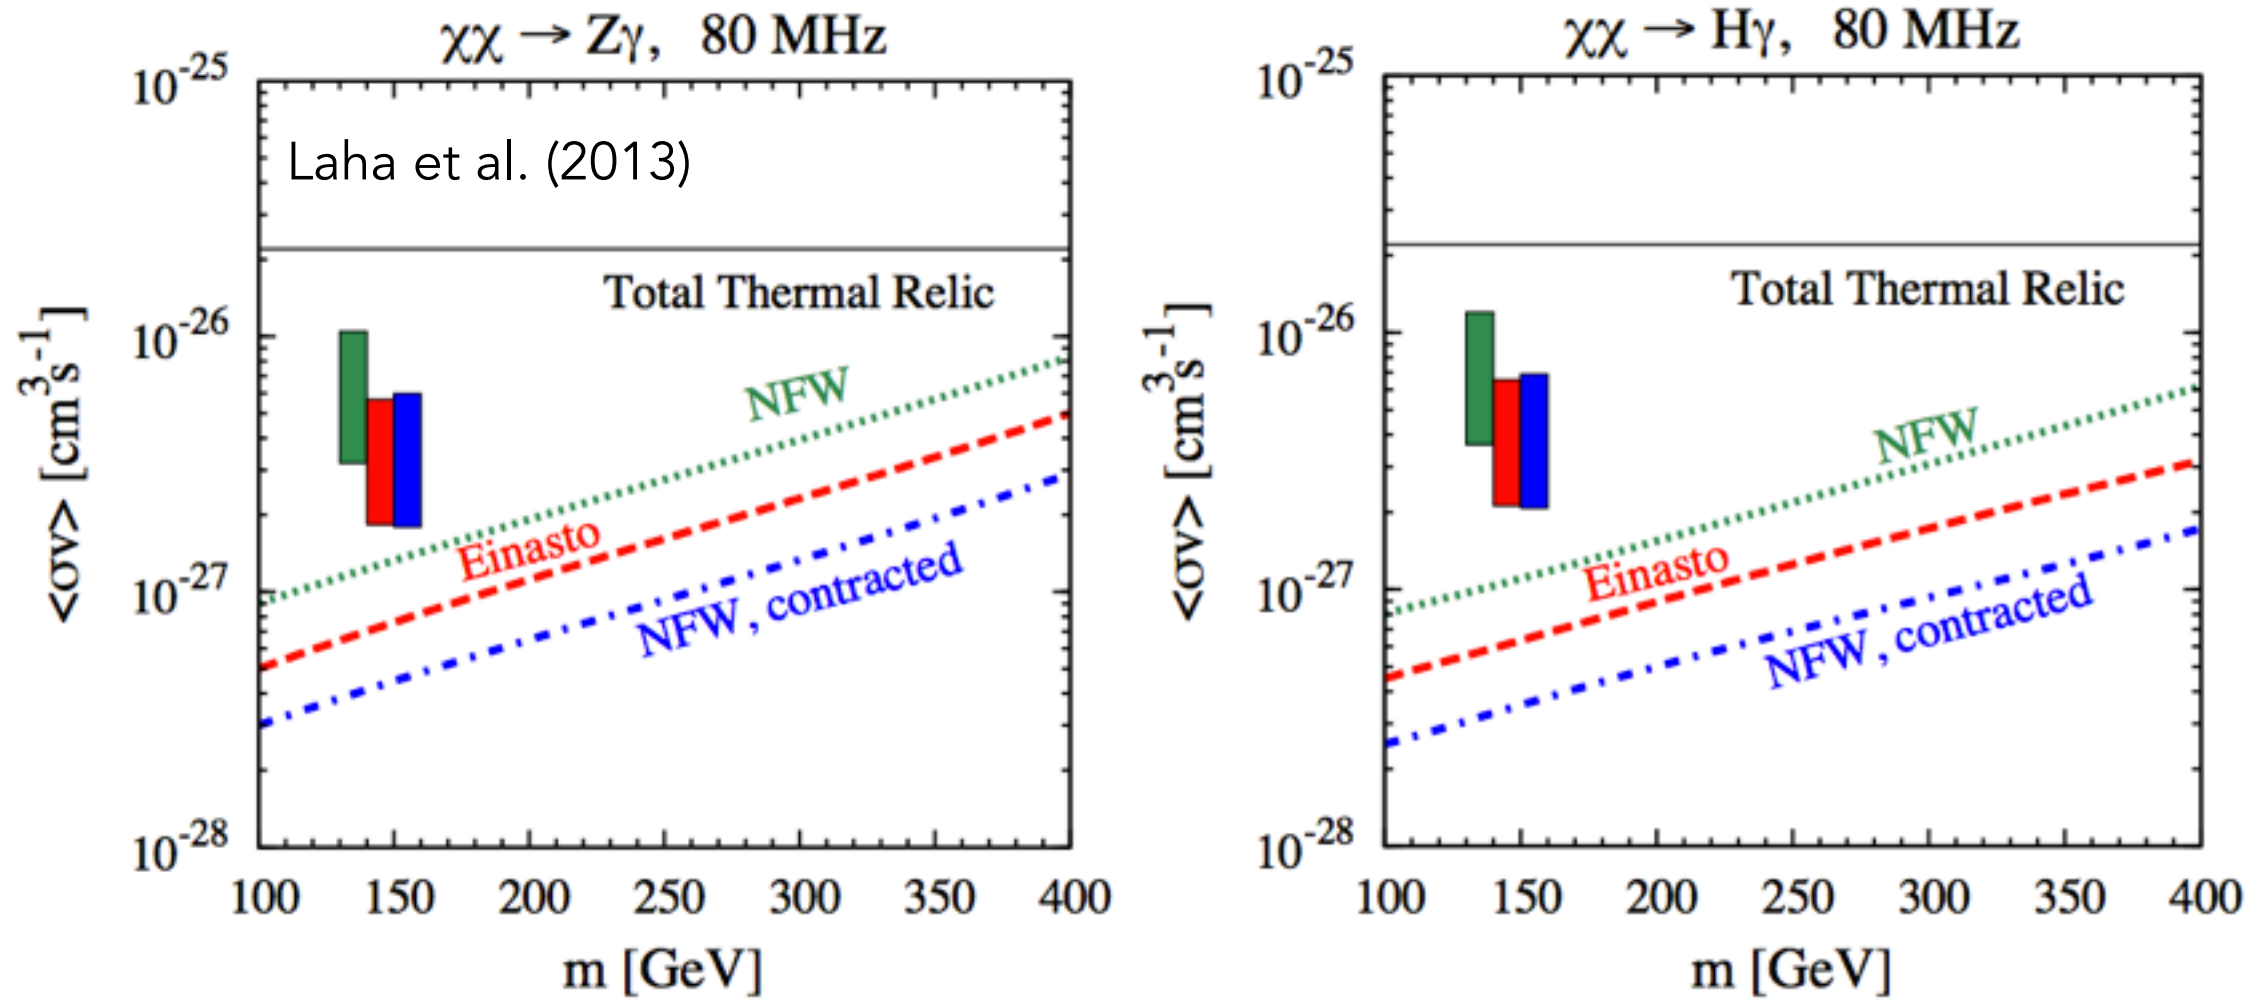 χχ → Zγ, 80 MHz
10^-25
Laha et al. (2013)
Total Thermal Relic
10^-26
NFW
Einasto
10^-27
NFW, contracted
10^-28
<σv> [cm^3s^-1]
100 150 200 250 300 350 400
m [GeV]
χχ → Hγ, 80 MHz
10^-25
Total Thermal Relic
10^-26
NFW
Einasto
10^-27
NFW, contracted
10^-28
<σv> [cm^3s^-1]
100 150 200 250 300 350 400
m [GeV]